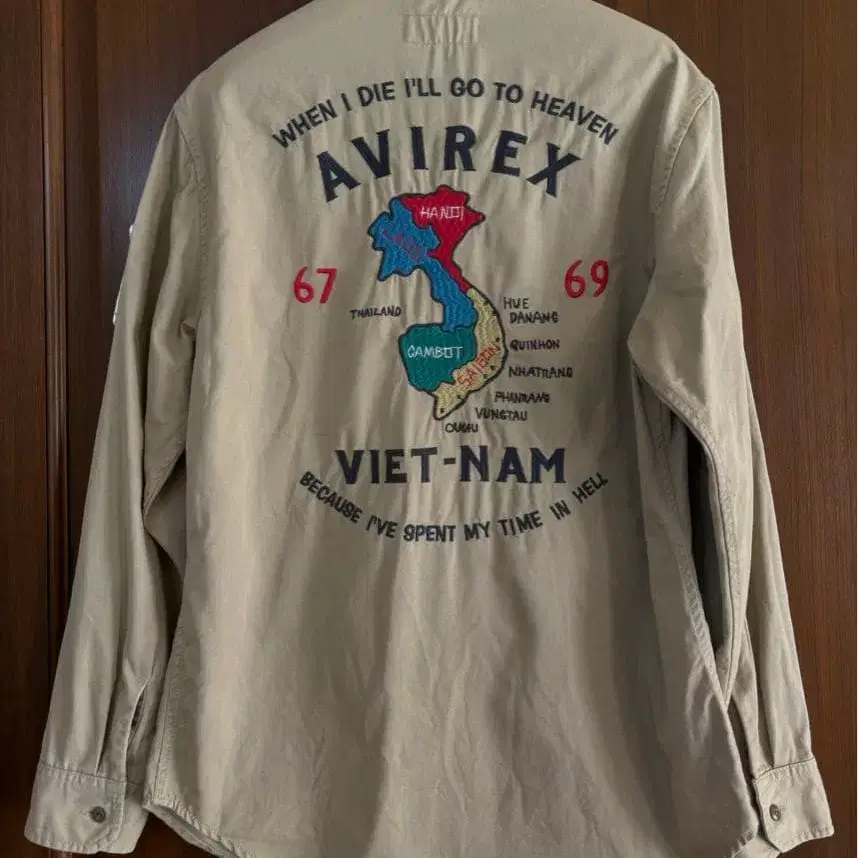 WHEN I DIE I'LL GO TO HEAVEN
AVIREX
HANOI
67
69
THAILAND
HUE
DANANG
CAMBOT
SAIGON
QUINHON
NHATRANG
PHANRANG
VUNGTAU
VIET-NAM
BECAUSE I'VE SPENT MY TIME IN HELL